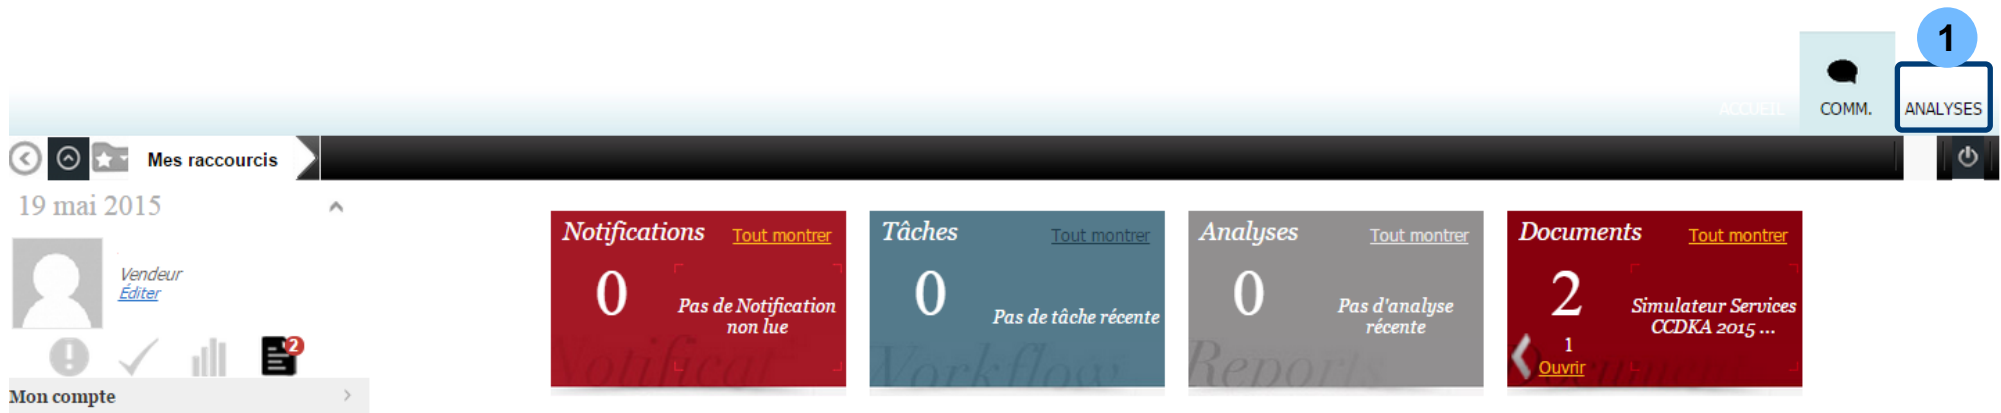 1
ACCUEIL
COMM.
ANALYSES
Mes raccourcis
19 mai 2015
Vendeur
Éditer
2
Mon compte
Notifications
Tout montrer
0
Pas de Notification
non lue
Notificat
Tâches
Tout montrer
0
Pas de tâche récente
Workflow
Analyses
Tout montrer
0
Pas d'analyse
récente
Reports
Documents
Tout montrer
2
Simulateur Services
CCDKA 2015 ...
1
Ouvrir